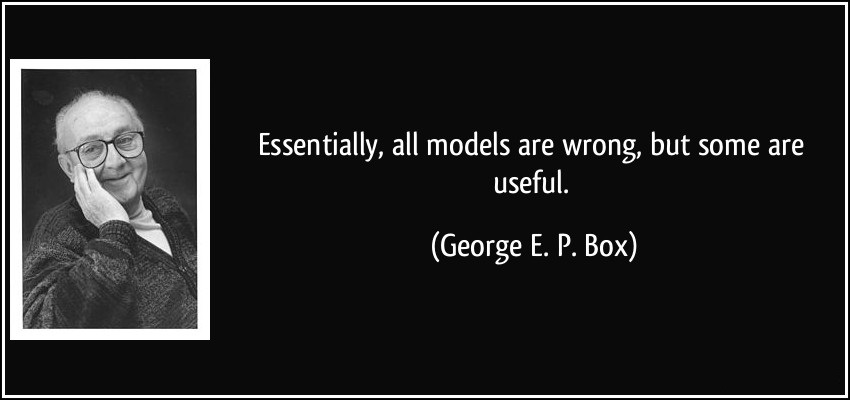 Essentially, all models are wrong, but some are
useful.
(George E. P. Box)